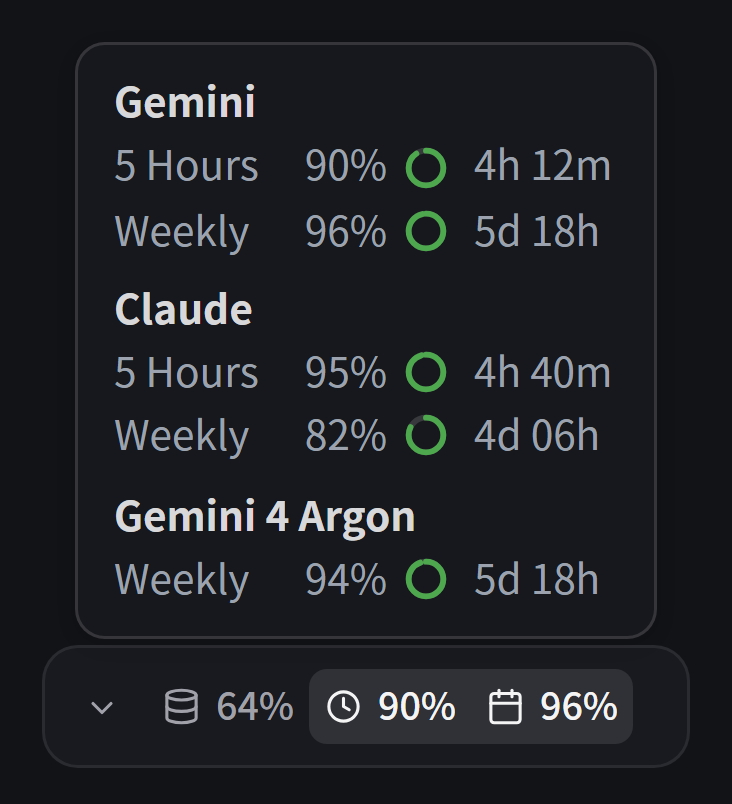 Gemini
5 Hours 90% 4h 12m
Weekly 96% 5d 18h
Claude
5 Hours 95% 4h 40m
Weekly 82% 4d 06h
Gemini 4 Argon
Weekly 94% 5d 18h
64% 90% 96%